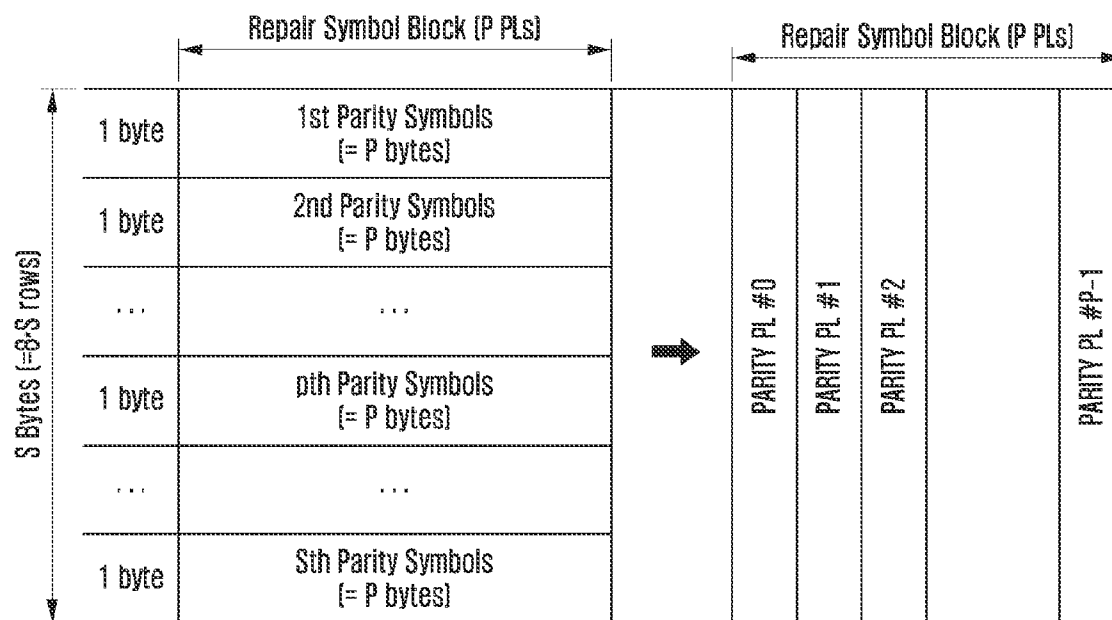 Repair Symbol Block (P PLs)
Repair Symbol Block (P PLs)
S Bytes (=8·S rows)
1 byte
1st Parity Symbols
(= P bytes)
1 byte
2nd Parity Symbols
(= P bytes)
...
...
1 byte
pth Parity Symbols
(= P bytes)
...
...
1 byte
Sth Parity Symbols
(= P bytes)
PARITY PL #0
PARITY PL #1
PARITY PL #2
PARITY PL #P-1